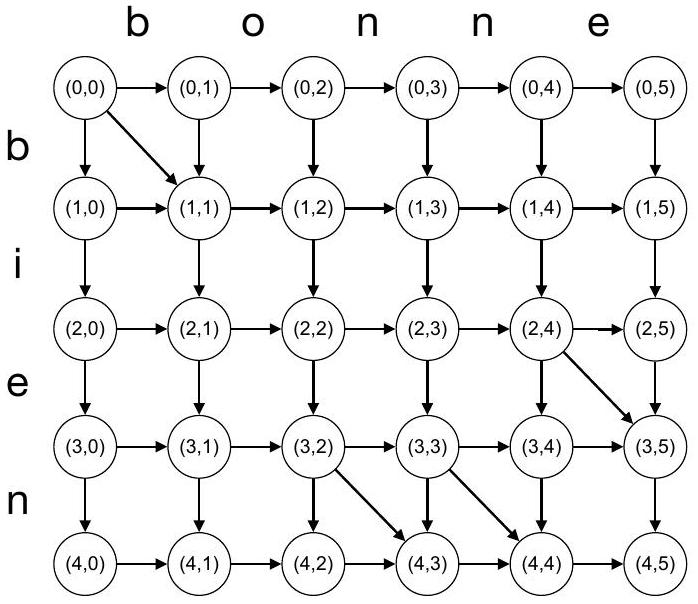 b o n n e
(0,0) (0,1) (0,2) (0,3) (0,4) (0,5)
b
(1,0) (1,1) (1,2) (1,3) (1,4) (1,5)
i
(2,0) (2,1) (2,2) (2,3) (2,4) (2,5)
e
(3,0) (3,1) (3,2) (3,3) (3,4) (3,5)
n
(4,0) (4,1) (4,2) (4,3) (4,4) (4,5)